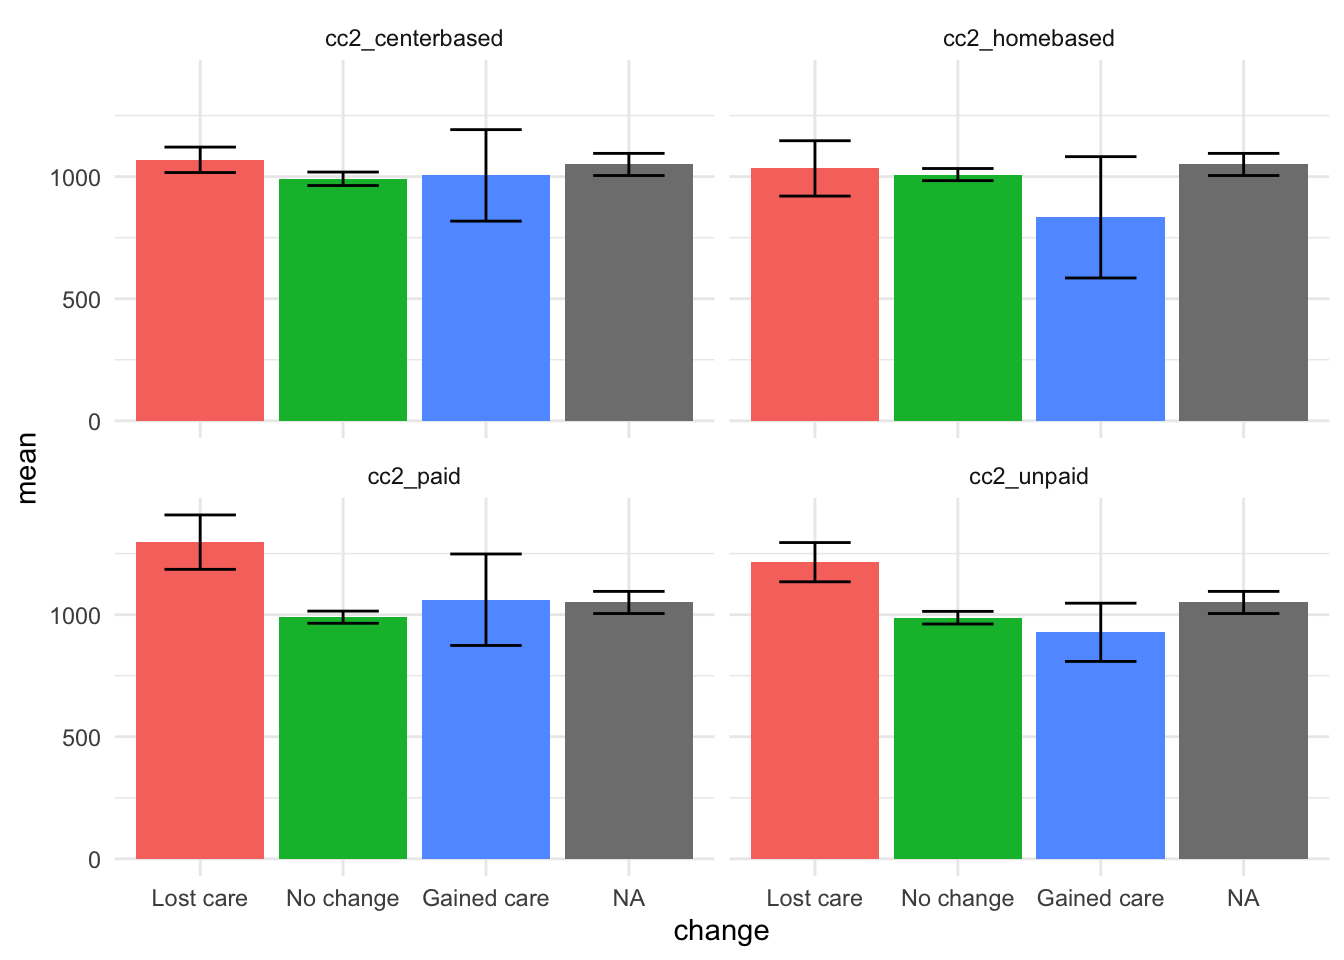 cc2_centerbased
cc2_homebased
1000
500
0
mean
cc2_paid
cc2_unpaid
1000
500
0
Lost care No change Gained care NA
Lost care No change Gained care NA
change